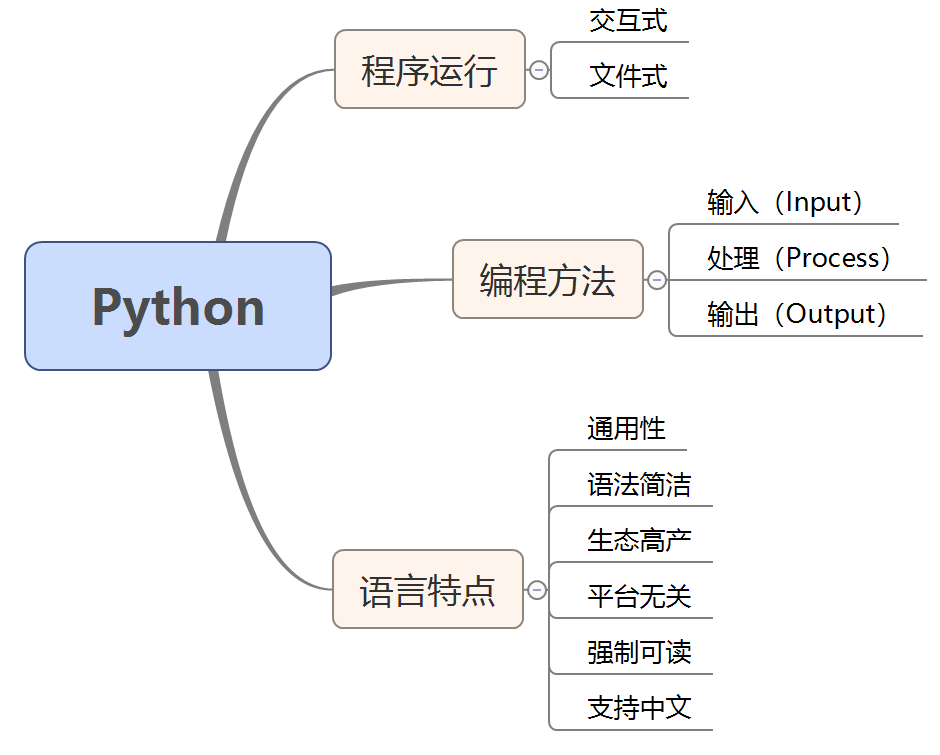 Python
程序运行
交互式
文件式
编程方法
输入（Input）
处理（Process）
输出（Output）
语言特点
通用性
语法简洁
生态高产
平台无关
强制可读
支持中文